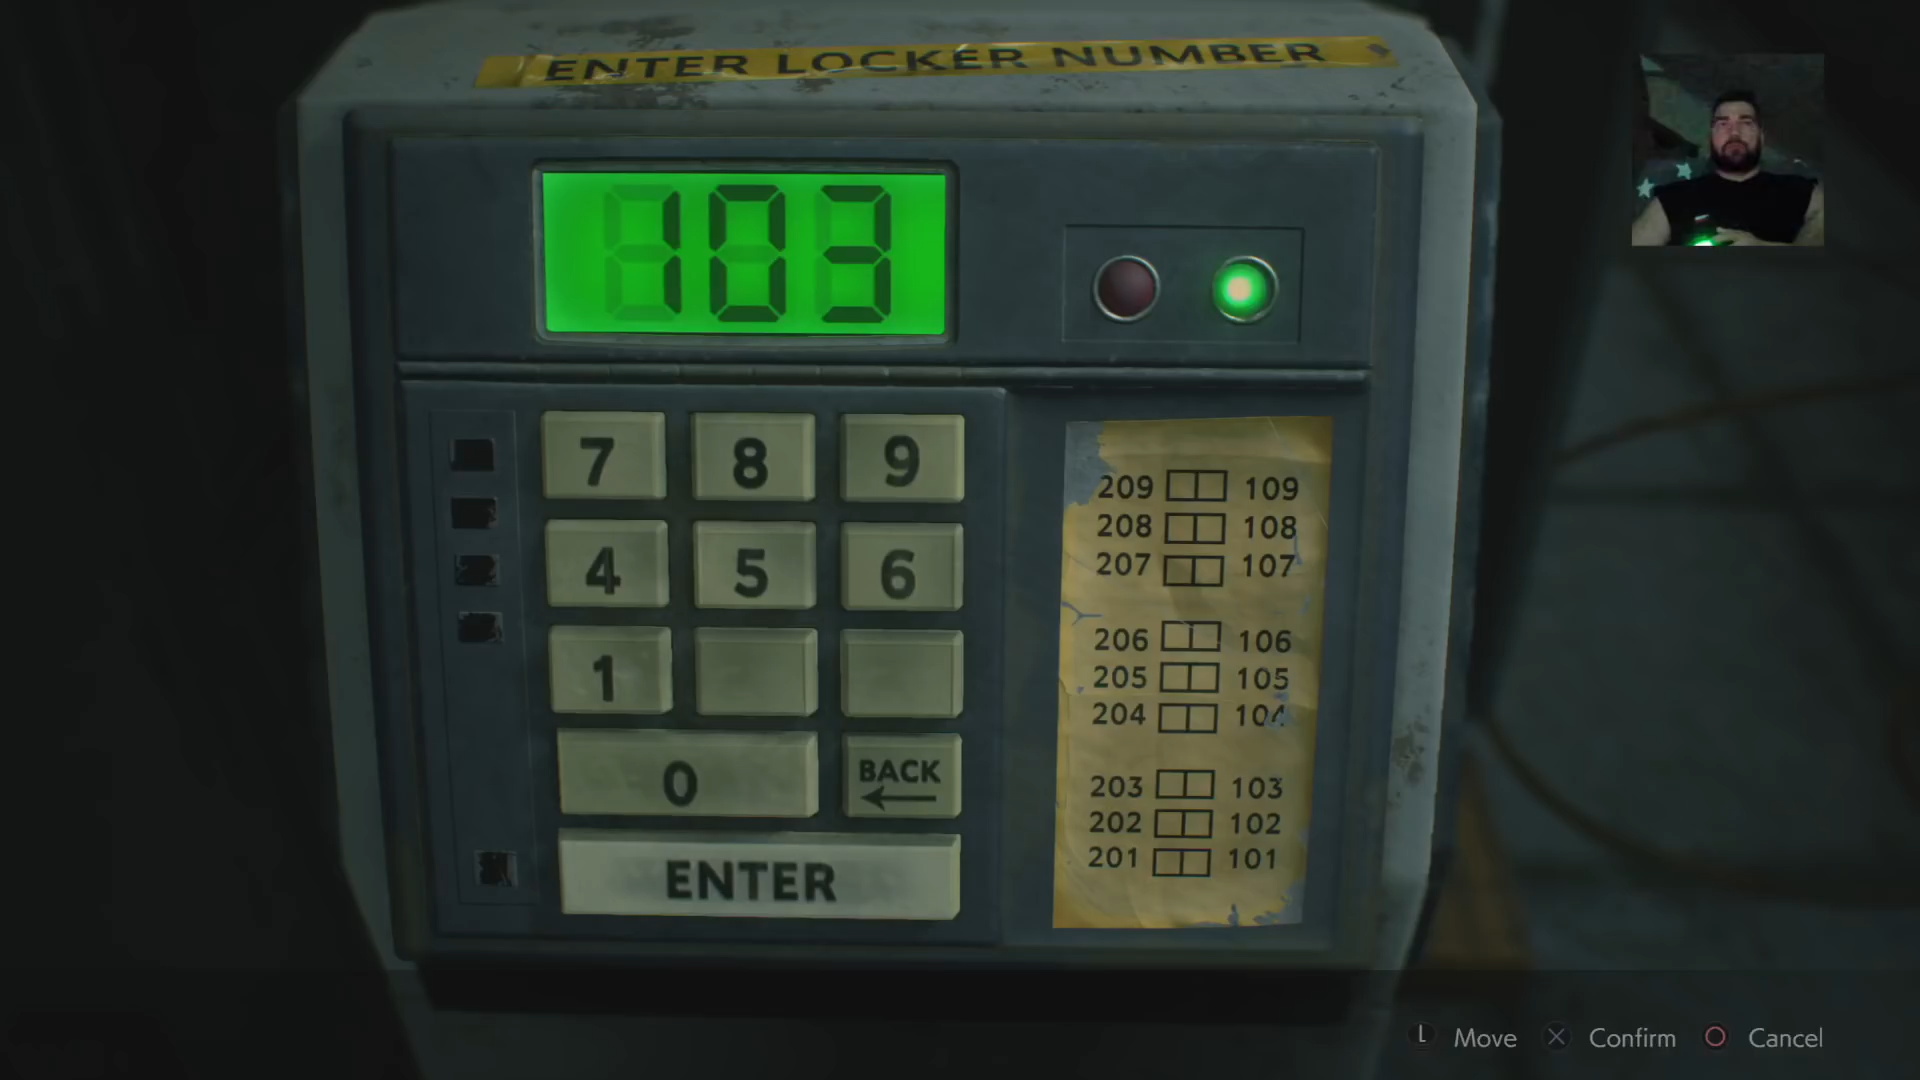 ENTER LOCKER NUMBER
103
7 8 9
4 5 6
1
0 BACK
ENTER
209 109
208 108
207 107
206 106
205 105
204 104
203 103
202 102
201 101
L Move X Confirm O Cancel